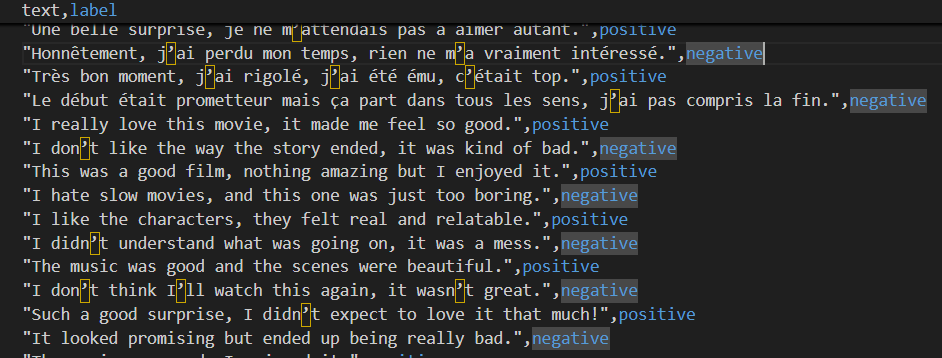 text,label
"Une belle surprise, je ne m’attendais pas à aimer autant.",positive
"Honnêtement, j’ai perdu mon temps, rien ne m’a vraiment intéressé.",negative
"Très bon moment, j’ai rigolé, j’ai été ému, c’était top.",positive
"Le début était prometteur mais ça part dans tous les sens, j’ai pas compris la fin.",negative
"I really love this movie, it made me feel so good.",positive
"I don’t like the way the story ended, it was kind of bad.",negative
"This was a good film, nothing amazing but I enjoyed it.",positive
"I hate slow movies, and this one was just too boring.",negative
"I like the characters, they felt real and relatable.",positive
"I didn’t understand what was going on, it was a mess.",negative
"The music was good and the scenes were beautiful.",positive
"I don’t think I’ll watch this again, it wasn’t great.",negative
"Such a good surprise, I didn’t expect to love it that much!",positive
"It looked promising but ended up being really bad.",negative